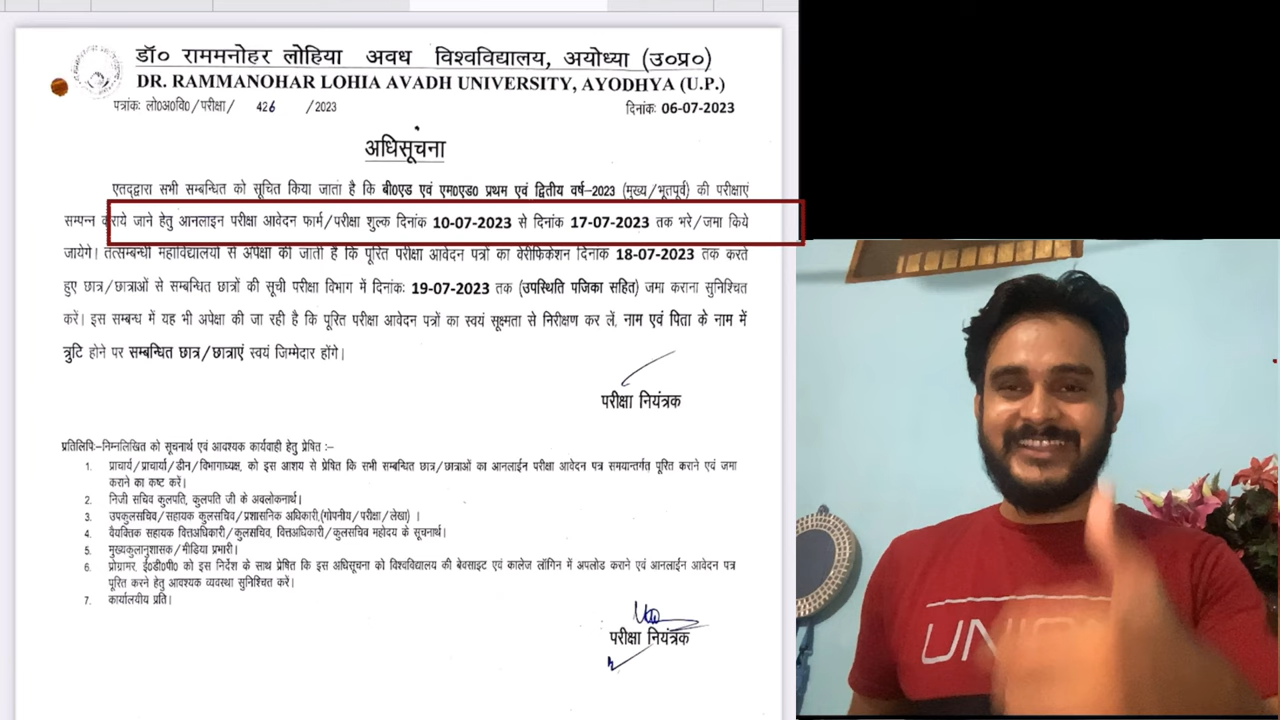 डॉ० राममनोहर लोहिया अवध विश्वविद्यालय, अयोध्या (उ०प्र०)
DR. RAMMANOHAR LOHIA AVADH UNIVERSITY, AYODHYA (U.P.)
पत्रांकः लो0अ0वि0/परीक्षा/ 426 /2023 दिनांकः 06-07-2023
अधिसूचना
एतद्द्वारा सभी सम्बन्धित को सूचित किया जाता है कि बी0एड एवं एम0एड0 प्रथम एवं द्वितीय वर्ष-2023 (मुख्य/भूतपूर्व) की परीक्षाएं
सम्पन्न कराये जाने हेतु आनलाइन परीक्षा आवेदन फार्म/परीक्षा शुल्क दिनांक 10-07-2023 से दिनांक 17-07-2023 तक भरे/जमा किये
जायेगे। तत्सम्बन्धी महाविद्यालयों से अपेक्षा की जाती है कि पूरित परीक्षा आवेदन पत्रों का वेरीफिकेशन दिनाक 18-07-2023 तक करते
हुए छात्र/छात्राओं से सम्बन्धित छात्रों की सूची परीक्षा विभाग में दिनांकः 19-07-2023 तक (उपस्थिति पजिका सहित) जमा कराना सुनिश्चित
करें। इस सम्बन्ध में यह भी अपेक्षा की जा रही है कि पूरित परीक्षा आवेदन पत्रों का स्वयं सूक्ष्मता से निरीक्षण कर लें, नाम एवं पिता के नाम में
त्रुटि होने पर सम्बन्धित छात्र/छात्राएं स्वयं जिम्मेदार होंगे।
परीक्षा नियंत्रक
प्रतिलिपिः-निम्नलिखित को सूचनार्थ एवं आवश्यक कार्यवाही हेतु प्रेषित :-
1. प्राचार्य/प्राचार्या/डीन/विभागाध्यक्ष, को इस आशय से प्रेषित कि सभी सम्बन्धित छात्र/छात्राओं का आनलाईन परीक्षा आवेदन पत्र समयान्तर्गत पूरित कराने एवं जमा
कराने का कष्ट करें।
2. निजी सचिव कुलपति, कुलपति जी के अवलोकनार्थ।
3. उपकुलसचिव/सहायक कुलसचिव/प्रशासनिक अधिकारी,(गोपनीय/परीक्षा/लेखा) ।
4. वैयक्तिक सहायक वित्तअधिकारी/कुलसचिव, वित्तअधिकारी/कुलसचिव महोदय के सूचनार्थ।
5. मुख्यकुलानुशासक/मीडिया प्रभारी।
6. प्रोग्रामर, ई0डी0पी0 को इस निर्देश के साथ प्रेषित कि इस अधिसूचना को विश्वविद्यालय की बेवसाइट एवं कालेज लॉगिन में अपलोड कराने एवं आनलाईन आवेदन पत्र
पूरित करने हेतु आवश्यक व्यवस्था सुनिश्चित करें।
7. कार्यालयीय प्रति।
परीक्षा नियंत्रक